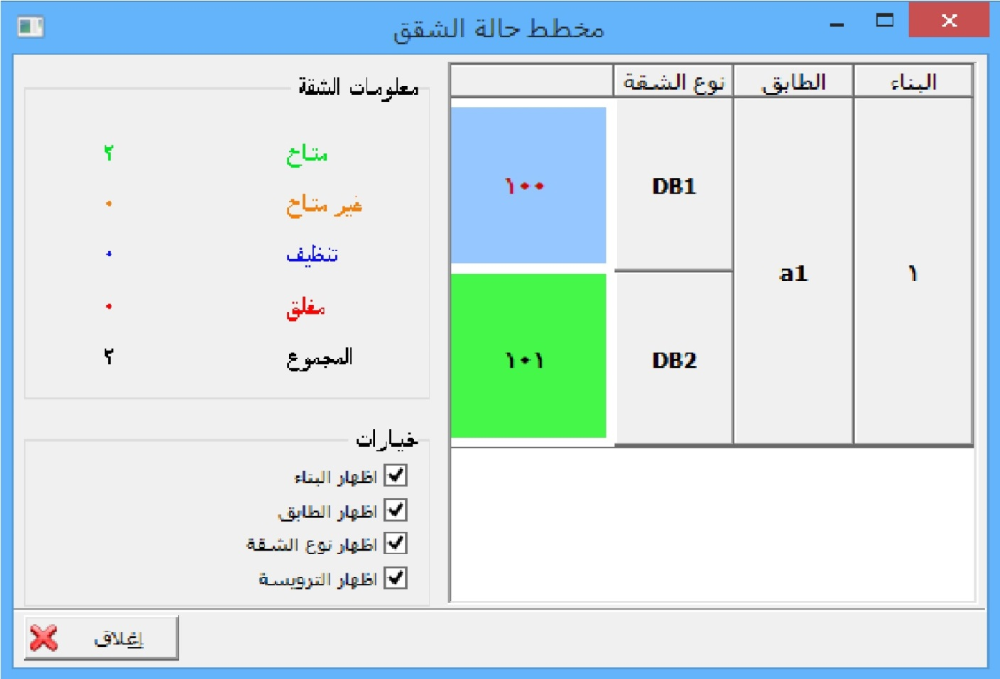 مخطط حالة الشقق
البناء الطابق نوع الشقة
١ a1 DB1 ١٠٠
DB2 ١٠١
معلومات الشقة
متاح ٢
غير متاح ٠
تنظيف ٠
مغلق ٠
المجموع ٢
خيارات
اظهار البناء
اظهار الطابق
اظهار نوع الشقة
اظهار الترويسة
إغلاق